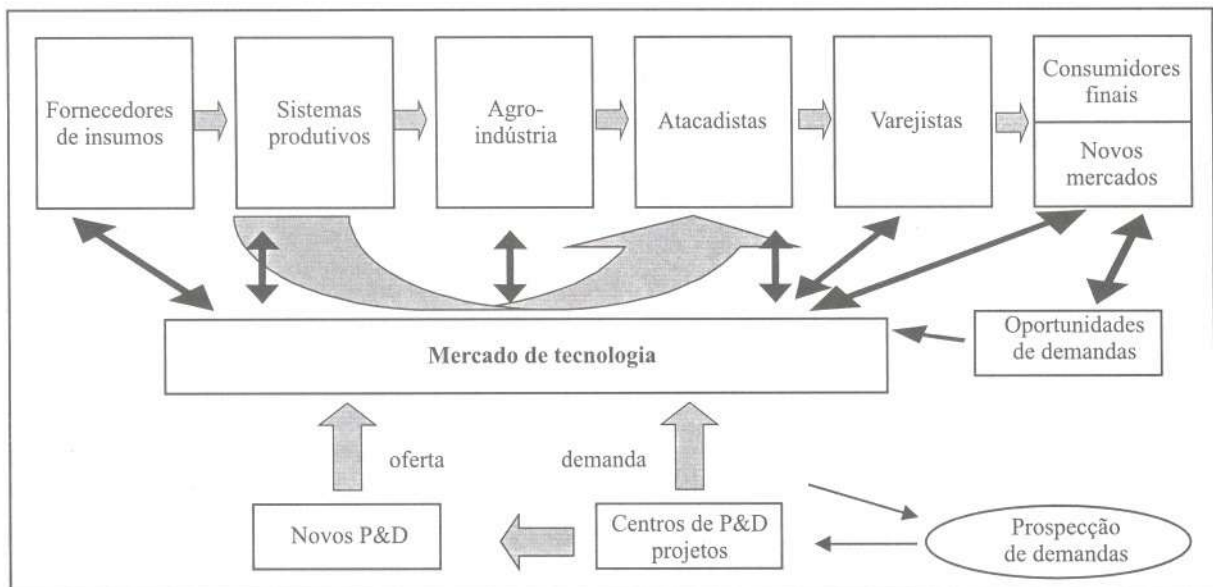 Fornecedores
de insumos
Sistemas
produtivos
Agro-
indústria
Atacadistas
Varejistas
Consumidores
finais
Novos
mercados
Mercado de tecnologia
Oportunidades
de demandas
oferta
demanda
Novos P&D
Centros de P&D
projetos
Prospecção
de demandas